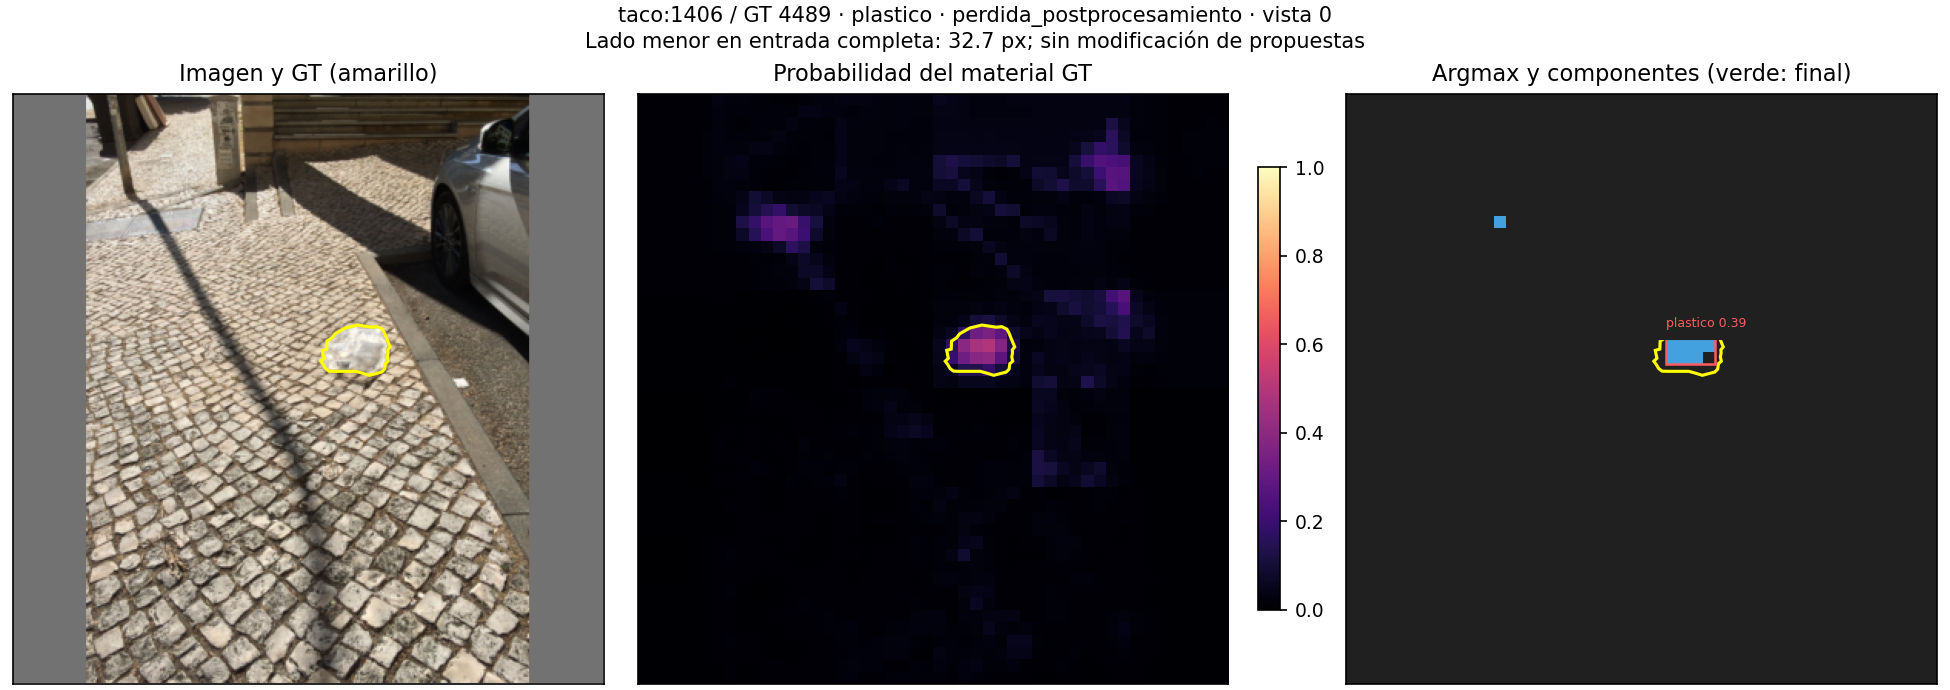 taco:1406 / GT 4489 · plastico · perdida_postprocesamiento · vista 0
Lado menor en entrada completa: 32.7 px; sin modificación de propuestas
Imagen y GT (amarillo)
Probabilidad del material GT
Argmax y componentes (verde: final)
1.0
0.8
0.6
0.4
0.2
0.0
plastico 0.39